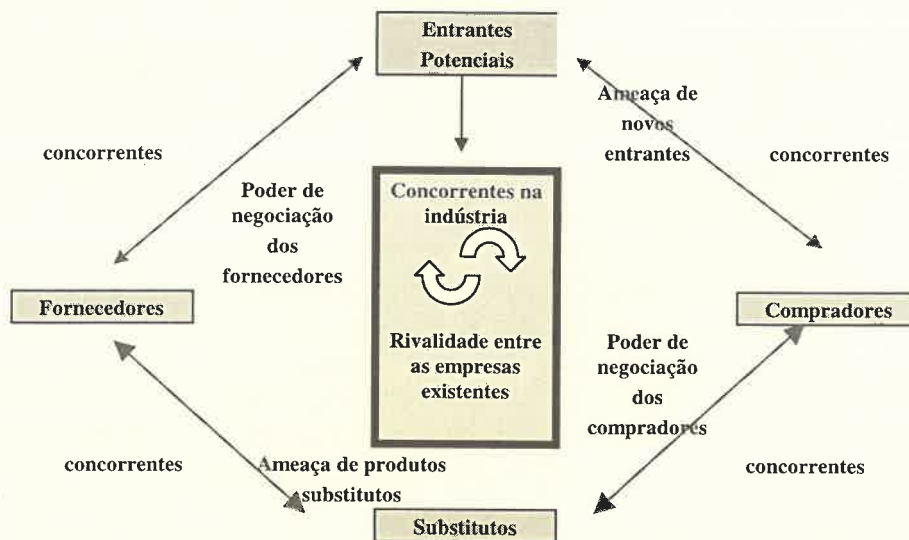 Entrantes
Potenciais
Ameaça de
novos
entrantes
concorrentes
concorrentes
Poder de
negociação
dos
fornecedores
Concorrentes na
indústria
Fornecedores
Compradores
Rivalidade entre
as empresas
existentes
Poder de
negociação
dos
compradores
concorrentes
Ameaça de produtos
substitutos
concorrentes
Substitutos